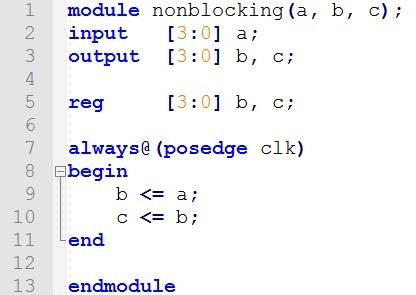 1 module nonblocking(a, b, c);
2 input   [3:0] a;
3 output  [3:0] b, c;
4
5 reg     [3:0] b, c;
6
7 always@(posedge clk)
8 begin
9     b <= a;
10     c <= b;
11 end
12
13 endmodule